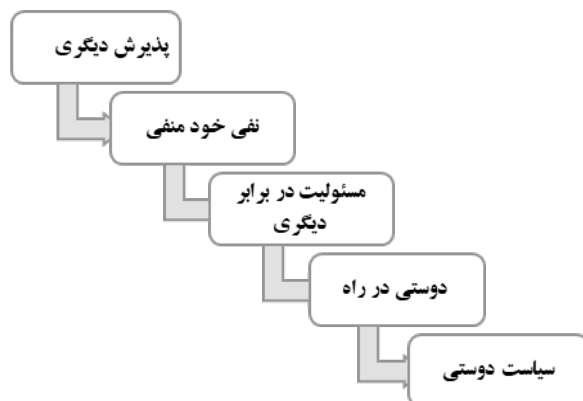 پذیرش دیگری
نفی خود منفی
مسئولیت در برابر
دیگری
دوستی در راه
سیاست دوستی